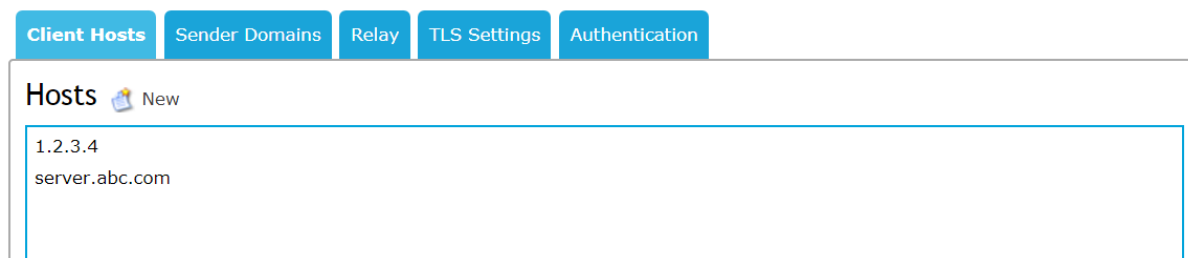 Client Hosts Sender Domains Relay TLS Settings Authentication
Hosts New
1.2.3.4
server.abc.com